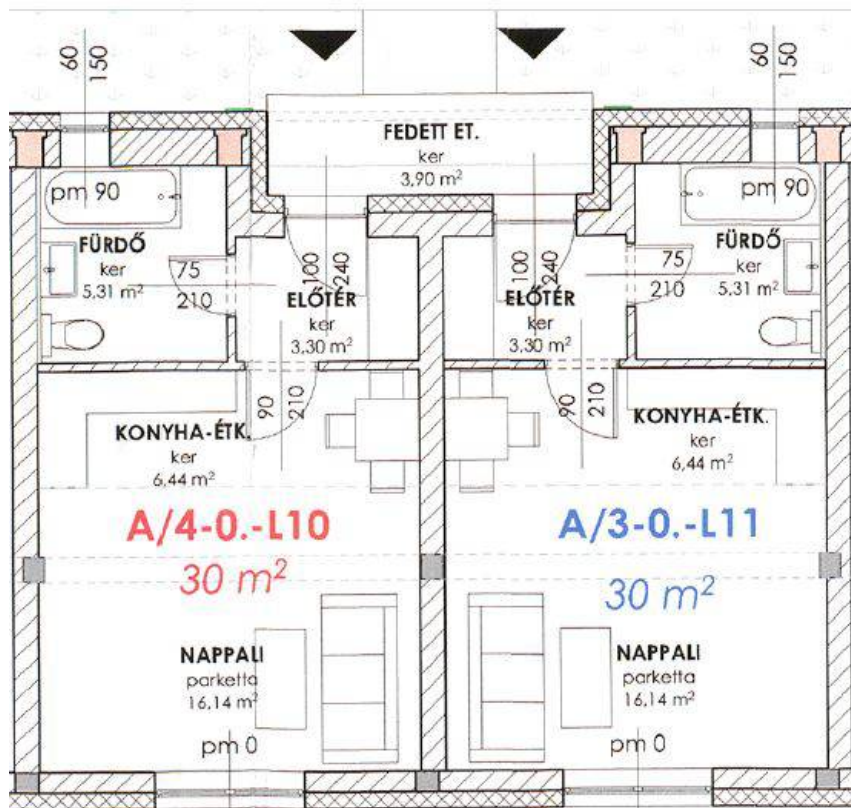 60
150
60
150
FEDETT ET.
ker
3,90 m²
pm 90
pm 90
FÜRDŐ
ker
5,31 m²
FÜRDŐ
ker
5,31 m²
75
210
75
210
100
240
100
240
ELŐTÉR
ker
3,30 m²
ELŐTÉR
ker
3,30 m²
90
210
90
210
KONYHA-ÉTK.
ker
6,44 m²
KONYHA-ÉTK.
ker
6,44 m²
A/4-0.-L10
30 m²
A/3-0.-L11
30 m²
NAPPALI
parketta
16,14 m²
NAPPALI
parketta
16,14 m²
pm 0
pm 0